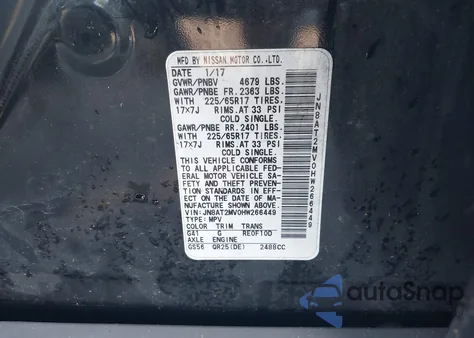 MFD BY NISSAN MOTOR CO.,LTD.
DATE 1/17
GVWR/PNBV 4679 LBS.
GAWR/PNBE FR. 2363 LBS.
WITH 225/65R17 TIRES.
17×7J RIMS.AT 33 PSI
COLD SINGLE.
GAWR/PNBE RR. 2401 LBS.
WITH 225/65R17 TIRES.
17×7J RIMS.AT 33 PSI
COLD SINGLE.
THIS VEHICLE CONFORMS
TO ALL APPLICABLE FED-
ERAL MOTOR VEHICLE SA-
FETY AND THEFT PREVEN-
TION STANDARDS IN EFF-
ECT ON THE DATE OF MA-
NUFACTURE SHOWN ABOVE.
VIN:JN8AT2MV0HW266449
TYPE: MPV
COLOR TRIM TRANS
G41 G RE0F10D
AXLE ENGINE
GS56 QR25(DE) 2488CC
JN8AT2MV0HW266449
autoSnap